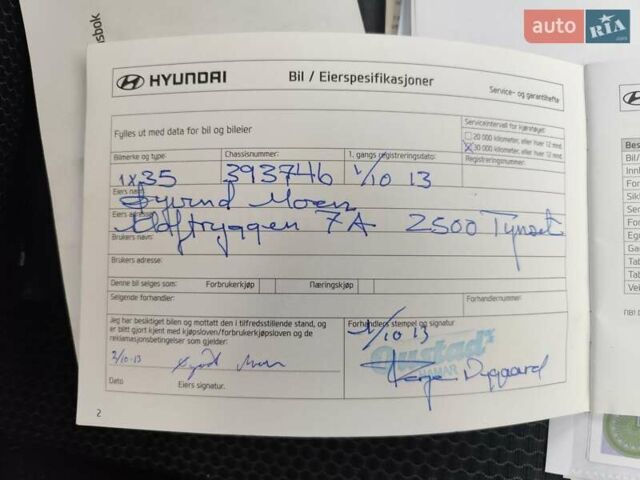 auto RIA.com
HYUNDAI
Bil / Eierspesifikasjoner
Service- og garantihefte
Fylles ut med data for bil og bileier
Serviceintervall for kjøretøyet:
20 000 kilometer, eller hver 12 mnd.
30 000 kilometer, eller hver 12 mnd.
Bilmerke og type: Chassisnummer: 1. gangs registreringsdato: Registreringsnummer:
ix35 393746 1/10 13
Eiers navn:
Øyvind Moen
Eiers adresse:
7A 2500 Tynset
Brukers navn:
Brukers adresse:
Denne bil selges som: Forbrukerkjøp Næringskjøp
Selgende forhandler: Forhandlernummer:
Jeg har besiktiget bilen og mottatt den i tilfredsstillende stand, og
er blitt gjort kjent med kjøpsloven/forbrukerkjøpsloven og de
reklamasjonsbetingelser som gjelder:
Forhandlers stempel og signatur
1/10 13
2/10-13
HAMAR
Dato Eiers signatur.
2